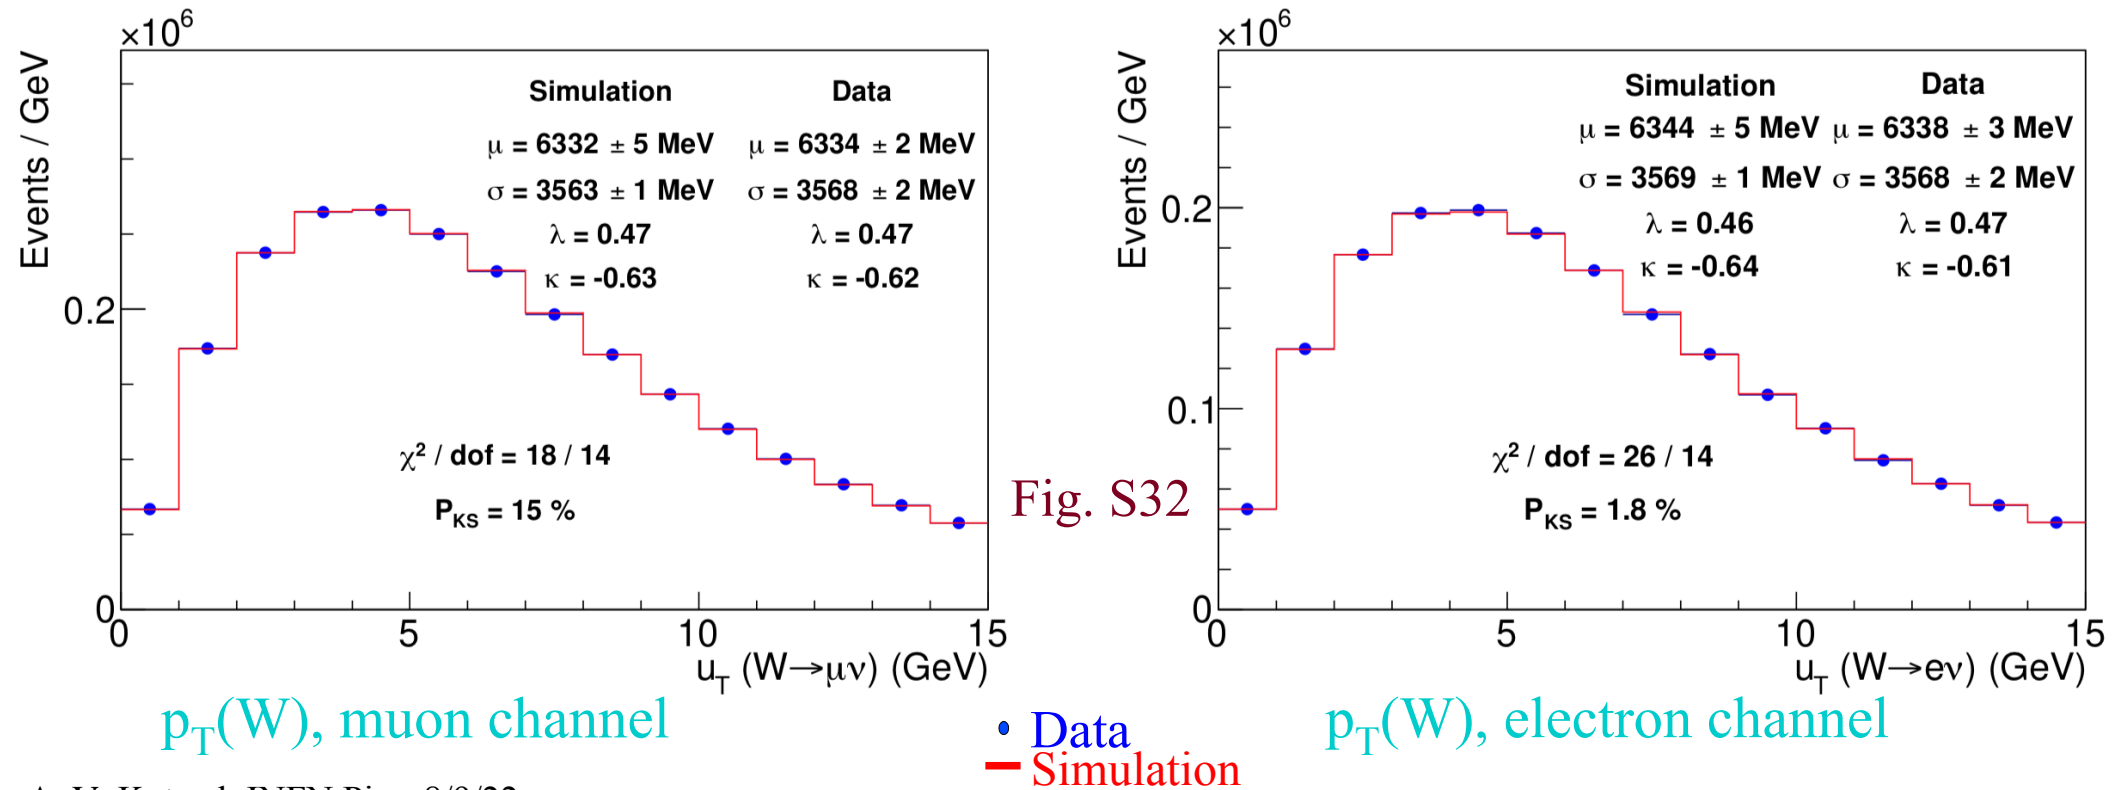 ×10⁶
Events / GeV
Simulation Data
μ = 6332 ± 5 MeV μ = 6334 ± 2 MeV
σ = 3563 ± 1 MeV σ = 3568 ± 2 MeV
λ = 0.47 λ = 0.47
κ = -0.63 κ = -0.62
0.2
χ² / dof = 18 / 14
P_KS = 15 %
0
0 5 10 15
u_T (W→μν) (GeV)
p_T(W), muon channel
Fig. S32
×10⁶
Events / GeV
Simulation Data
μ = 6344 ± 5 MeV μ = 6338 ± 3 MeV
σ = 3569 ± 1 MeV σ = 3568 ± 2 MeV
0.2
λ = 0.46 λ = 0.47
κ = -0.64 κ = -0.61
0.1
χ² / dof = 26 / 14
P_KS = 1.8 %
0
0 5 10 15
u_T (W→eν) (GeV)
p_T(W), electron channel
Data
Simulation